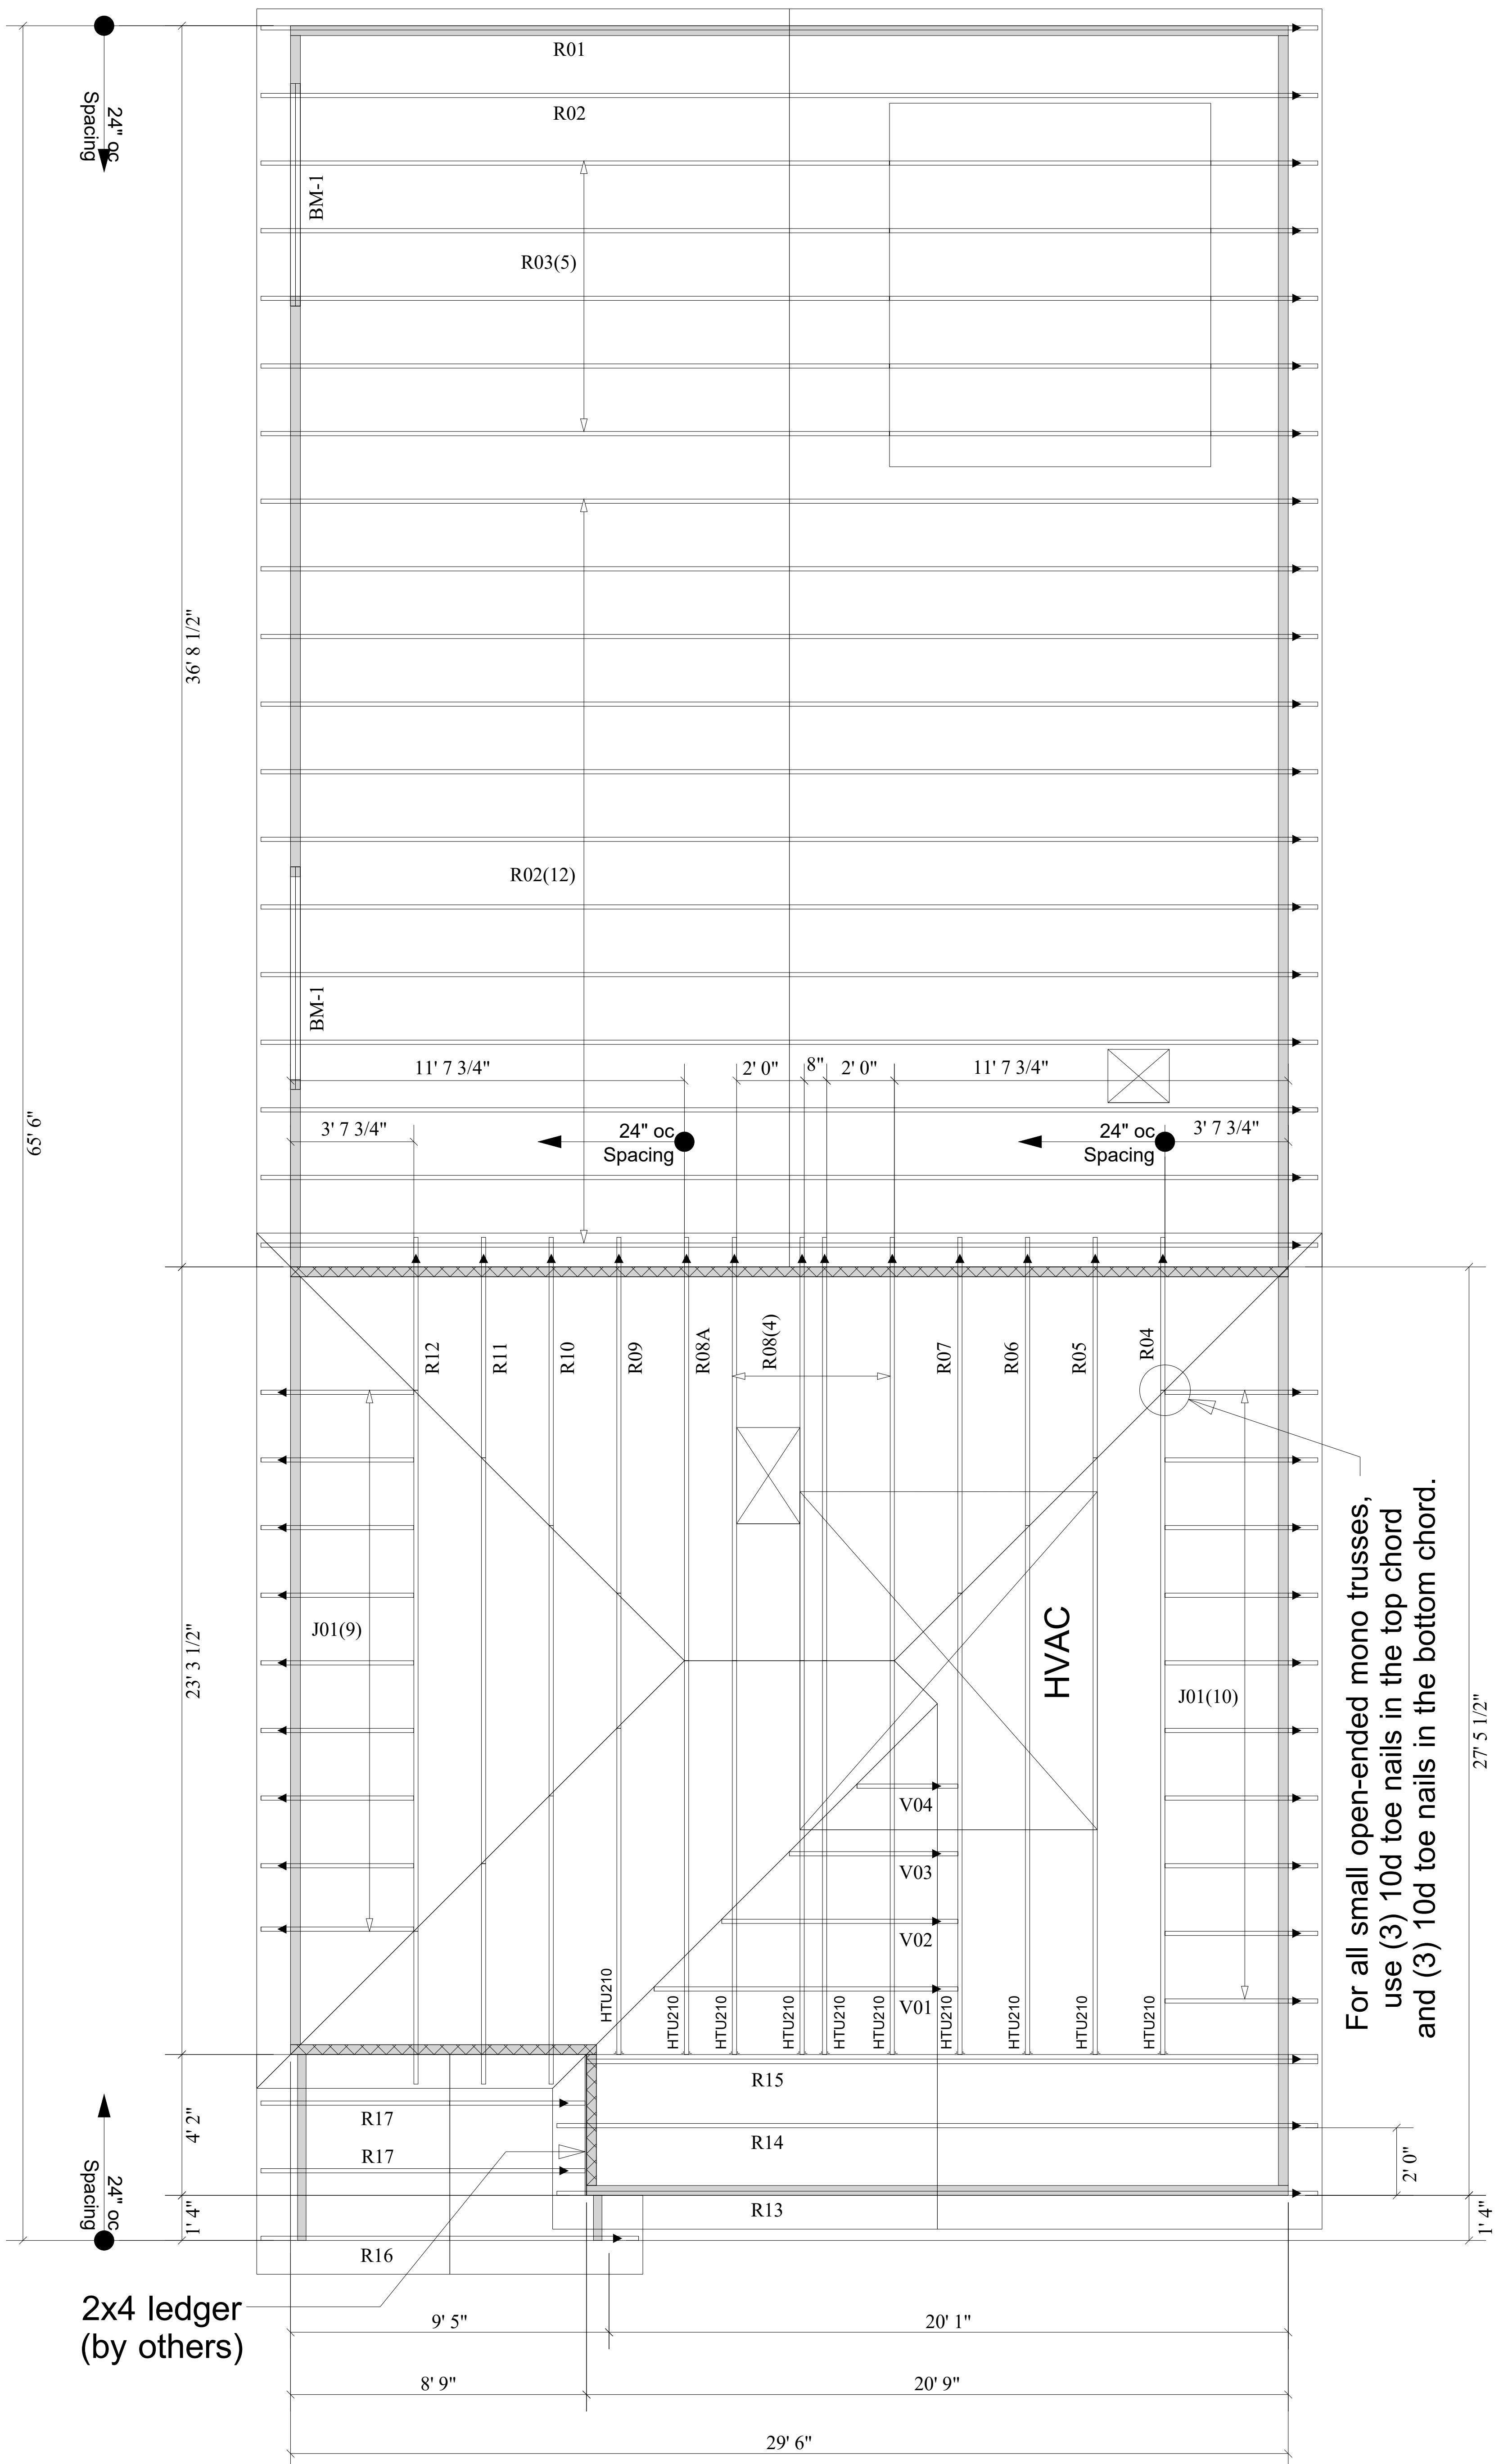 R01
24" oc
Spacing
R02
BM-1
R03(5)
36' 8 1/2"
R02(12)
BM-1
65' 6"
11' 7 3/4"
2' 0"
8"
2' 0"
11' 7 3/4"
3' 7 3/4"
24" oc
Spacing
24" oc
Spacing
3' 7 3/4"
R12
R11
R10
R09
R08A
R08(4)
R07
R06
R05
R04
J01(9)
23' 3 1/2"
HVAC
J01(10)
For all small open-ended mono trusses,
use (3) 10d toe nails in the top chord
and (3) 10d toe nails in the bottom chord.
27' 5 1/2"
V04
V03
V02
V01
HTU210
HTU210
HTU210
HTU210
HTU210
HTU210
HTU210
HTU210
HTU210
HTU210
R15
R17
R14
R17
4' 2"
2' 0"
24" oc
Spacing
1' 4"
R13
1' 4"
R16
2x4 ledger
(by others)
9' 5"
20' 1"
8' 9"
20' 9"
29' 6"